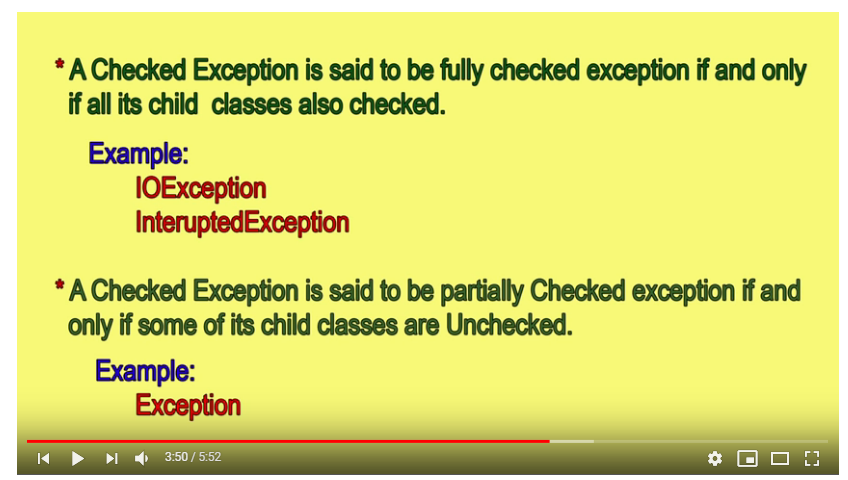 * A Checked Exception is said to be fully checked exception if and only
if all its child classes also checked.
Example:
IOException
InteruptedException
* A Checked Exception is said to be partially Checked exception if and
only if some of its child classes are Unchecked.
Example:
Exception
3:50 / 5:52